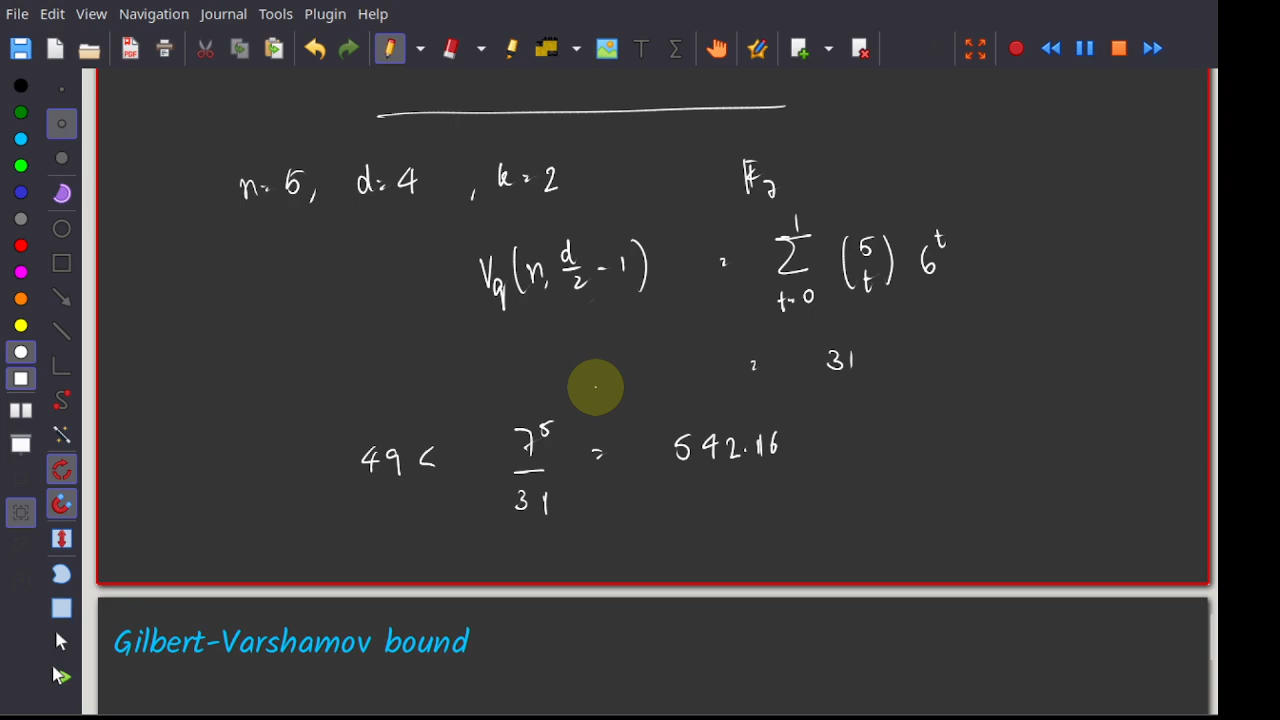 File Edit View Navigation Journal Tools Plugin Help
n = 5, d = 4 , k = 2 𝔽7
Vq(n, d/2 - 1) = ∑_{t=0}^{1} (5 t) 6^t
= 31
49 < 7^5/31 = 542.16
Gilbert-Varshamov bound